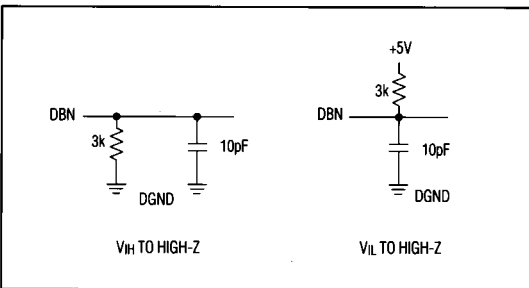 +5V
3k
DBN
DBN
3k
10pF
10pF
DGND
DGND
VIH TO HIGH-Z
VIL TO HIGH-Z